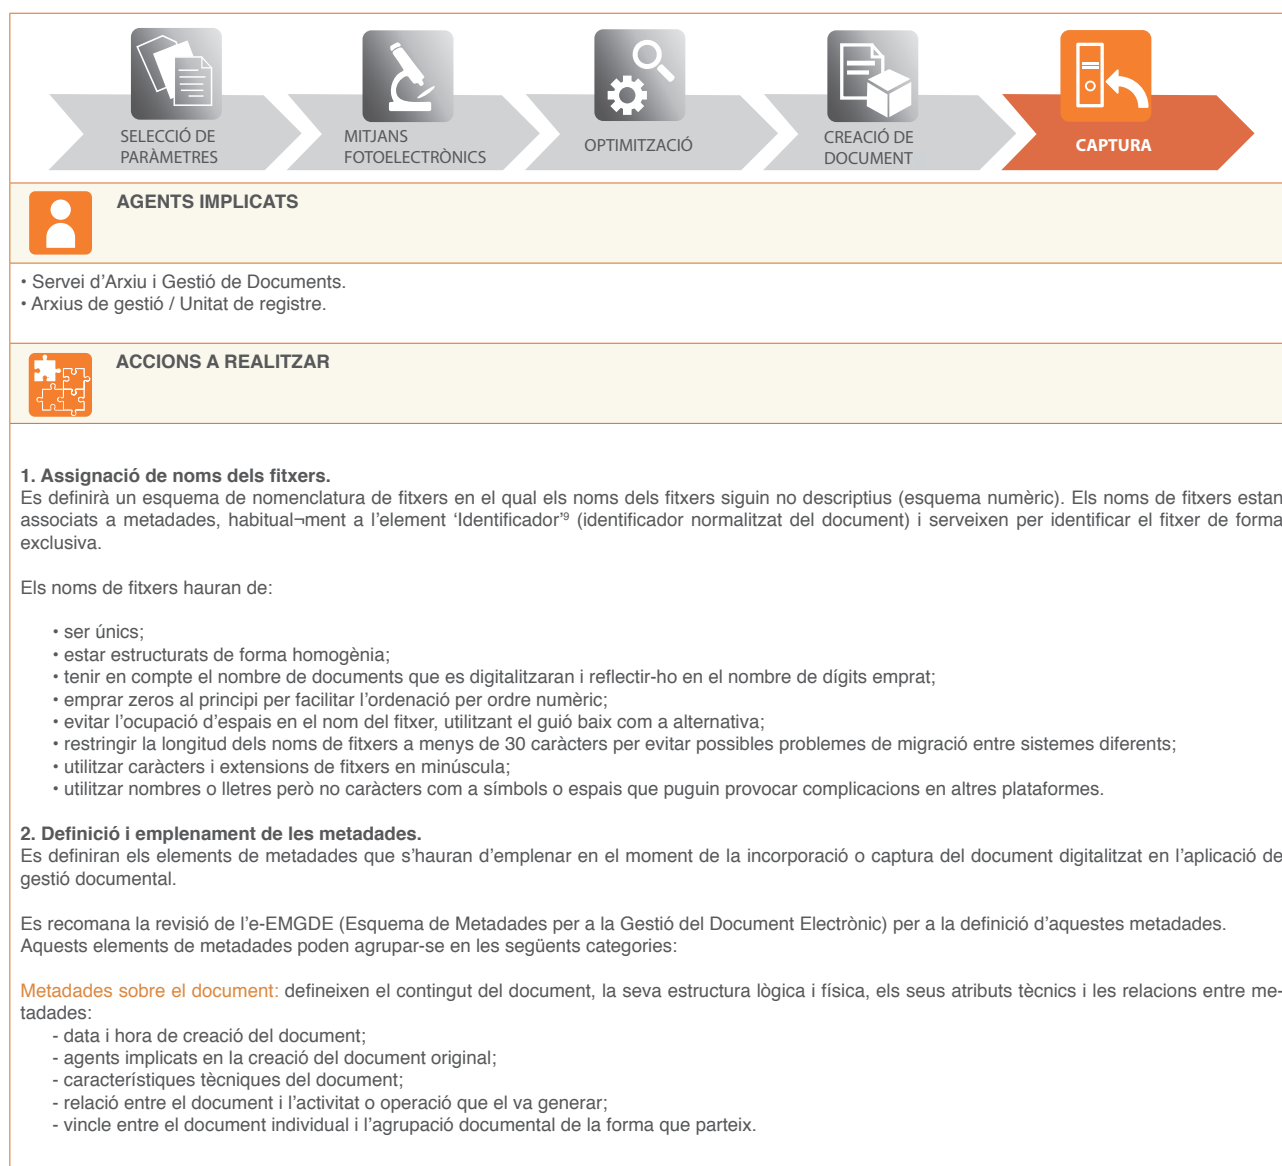 SELECCIÓ DE
PARÀMETRES
MITJANS
FOTOELECTRÒNICS
OPTIMITZACIÓ
CREACIÓ DE
DOCUMENT
CAPTURA
AGENTS IMPLICATS
• Servei d’Arxiu i Gestió de Documents.
• Arxius de gestió / Unitat de registre.
ACCIONS A REALITZAR
1. Assignació de noms dels fitxers.
Es definirà un esquema de nomenclatura de fitxers en el qual els noms dels fitxers siguin no descriptius (esquema numèric). Els noms de fitxers estan
associats a metadades, habitual¬ment a l’element ‘Identificador’⁹ (identificador normalitzat del document) i serveixen per identificar el fitxer de forma
exclusiva.
Els noms de fitxers hauran de:
• ser únics;
• estar estructurats de forma homogènia;
• tenir en compte el nombre de documents que es digitalitzaran i reflectir-ho en el nombre de dígits emprat;
• emprar zeros al principi per facilitar l’ordenació per ordre numèric;
• evitar l’ocupació d’espais en el nom del fitxer, utilitzant el guió baix com a alternativa;
• restringir la longitud dels noms de fitxers a menys de 30 caràcters per evitar possibles problemes de migració entre sistemes diferents;
• utilitzar caràcters i extensions de fitxers en minúscula;
• utilitzar nombres o lletres però no caràcters com a símbols o espais que puguin provocar complicacions en altres plataformes.
2. Definició i emplenament de les metadades.
Es definiran els elements de metadades que s’hauran d’emplenar en el moment de la incorporació o captura del document digitalitzat en l’aplicació de
gestió documental.
Es recomana la revisió de l’e-EMGDE (Esquema de Metadades per a la Gestió del Document Electrònic) per a la definició d’aquestes metadades.
Aquests elements de metadades poden agrupar-se en les següents categories:
Metadades sobre el document: defineixen el contingut del document, la seva estructura lògica i física, els seus atributs tècnics i les relacions entre me-
tadades:
- data i hora de creació del document;
- agents implicats en la creació del document original;
- característiques tècniques del document;
- relació entre el document i l’activitat o operació que el va generar;
- vincle entre el document individual i l’agrupació documental de la forma que parteix.